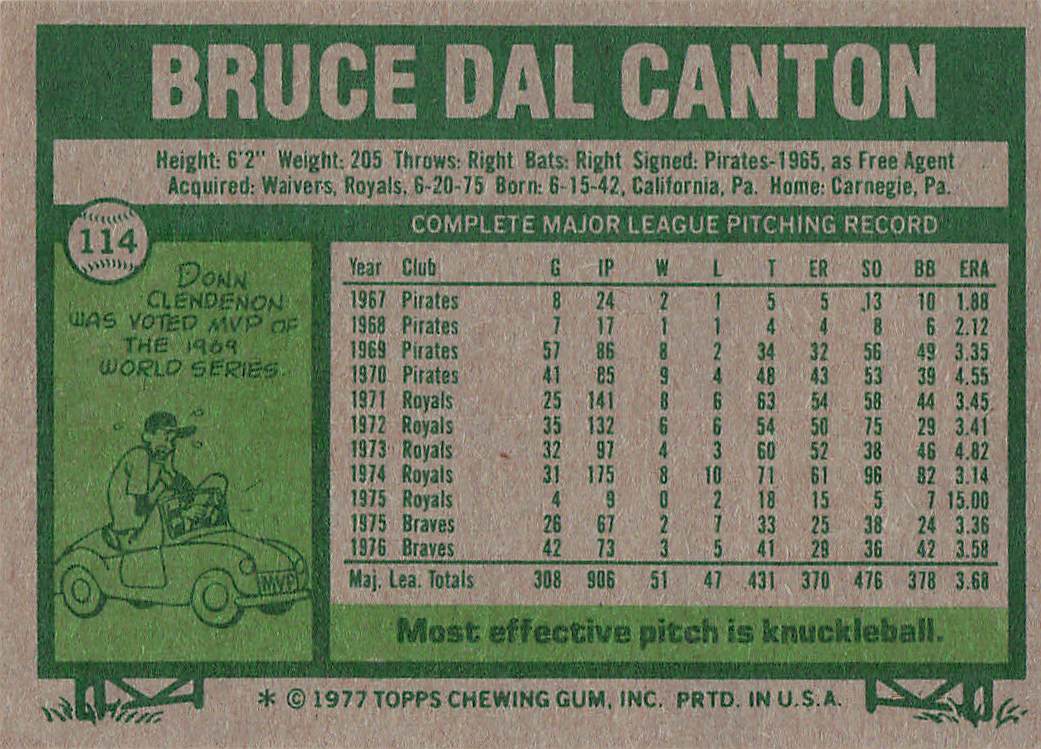 BRUCE DAL CANTON
Height: 6'2" Weight: 205 Throws: Right Bats: Right Signed: Pirates-1965, as Free Agent
Acquired: Waivers, Royals, 6-20-75 Born: 6-15-42, California, Pa. Home: Carnegie, Pa.
114
DONN
CLENDENON
WAS VOTED MVP OF
THE 1969
WORLD SERIES.
MVP
COMPLETE MAJOR LEAGUE PITCHING RECORD
Year Club G IP W L T ER SO BB ERA
1967 Pirates 8 24 2 1 5 5 13 10 1.88
1968 Pirates 7 17 1 1 4 4 8 6 2.12
1969 Pirates 57 86 8 2 34 32 56 49 3.35
1970 Pirates 41 85 9 4 48 43 53 39 4.55
1971 Royals 25 141 8 6 63 54 58 44 3.45
1972 Royals 35 132 6 6 54 50 75 29 3.41
1973 Royals 32 97 4 3 60 52 38 46 4.82
1974 Royals 31 175 8 10 71 61 96 82 3.14
1975 Royals 4 9 0 2 18 15 5 7 15.00
1975 Braves 26 67 2 7 33 25 38 24 3.36
1976 Braves 42 73 3 5 41 29 36 42 3.58
Maj. Lea. Totals 308 906 51 47 431 370 476 378 3.68
Most effective pitch is knuckleball.
* © 1977 TOPPS CHEWING GUM, INC. PRTD. IN U.S.A.